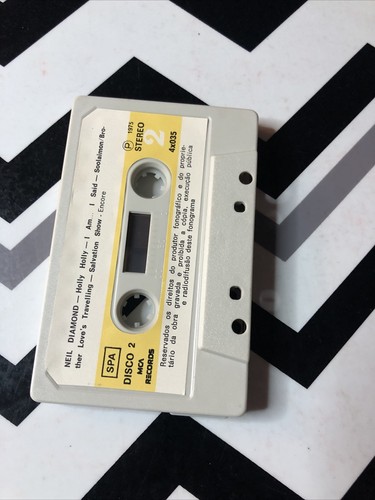 NEIL DIAMOND — Holly Holly — I Am... I Said — Soolaimon/Bro-
ther Love's Travelling — Salvation Show - Encore
SPA
DISCO 2
MCA
RECORDS
Ⓟ 1975
STEREO
2
4x035
Reservados os direitos do produtor fonográfico e do proprie-
tário da obra gravada e proibida a cópia, execução pública
e radiodifusão deste fonograma